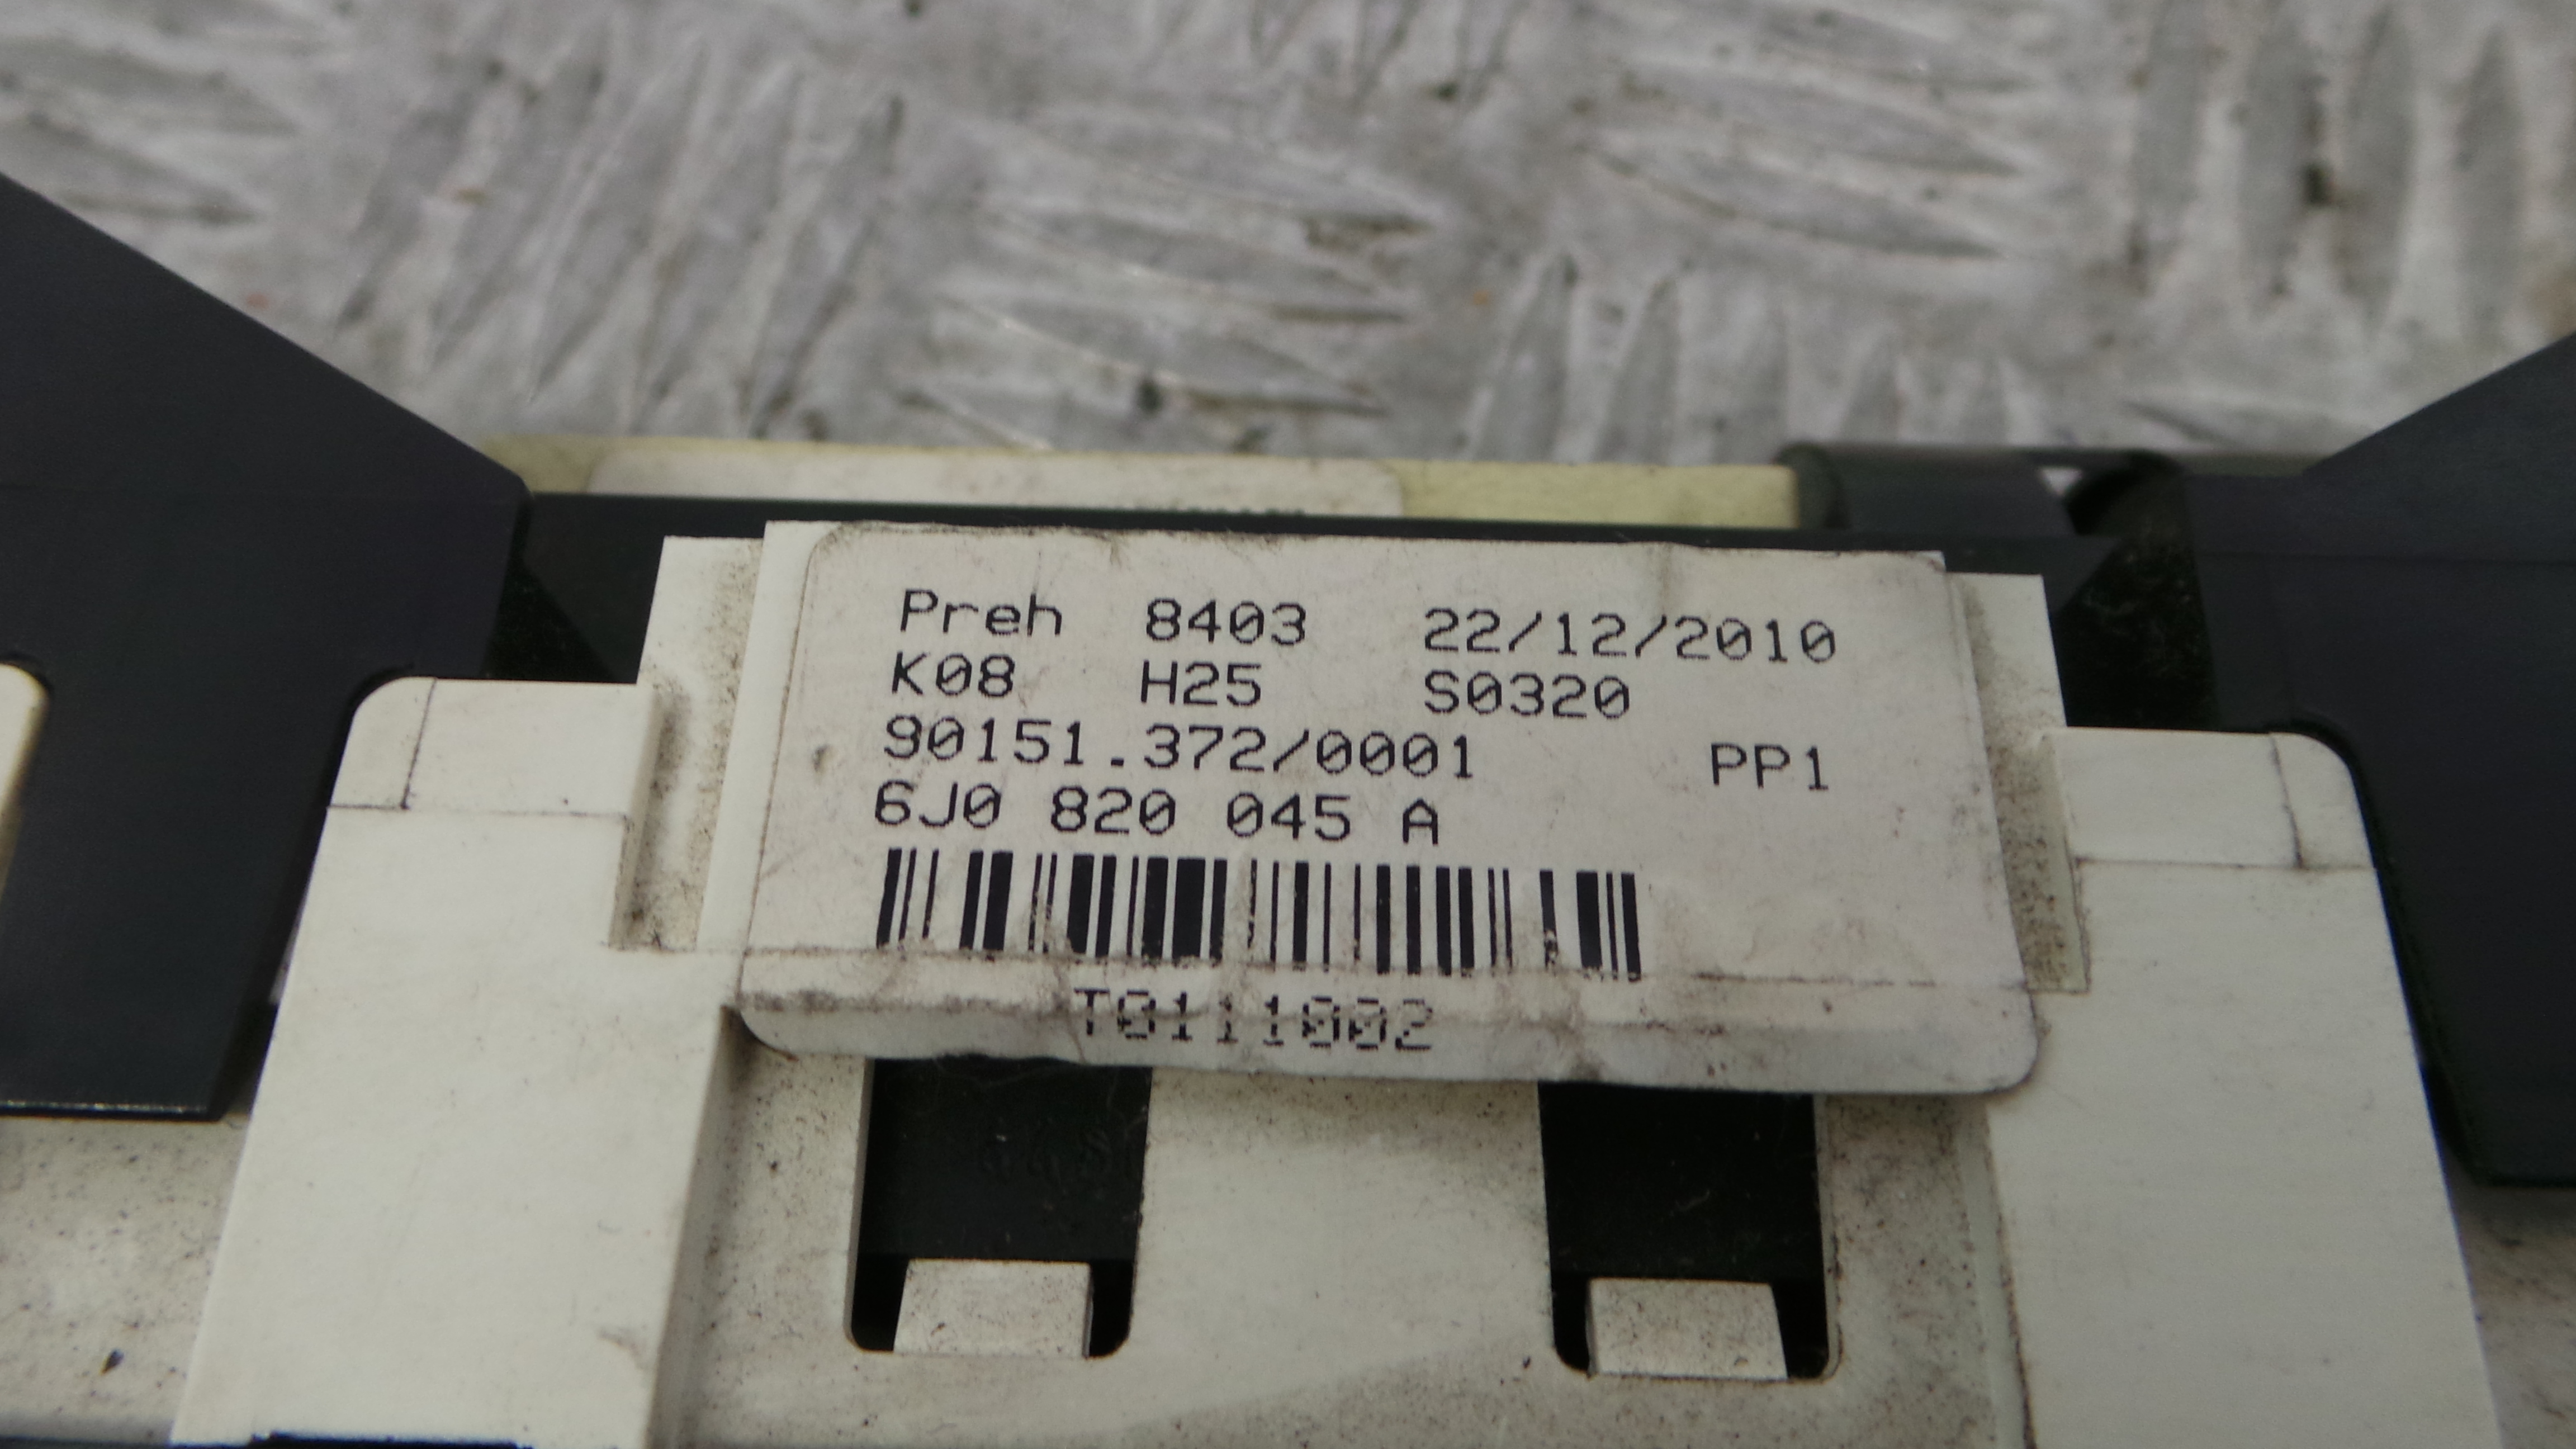 Preh 8403 22/12/2010
K08 H25 S0320
90151.372/0001 PP1
6J0 820 045 A
T0111002